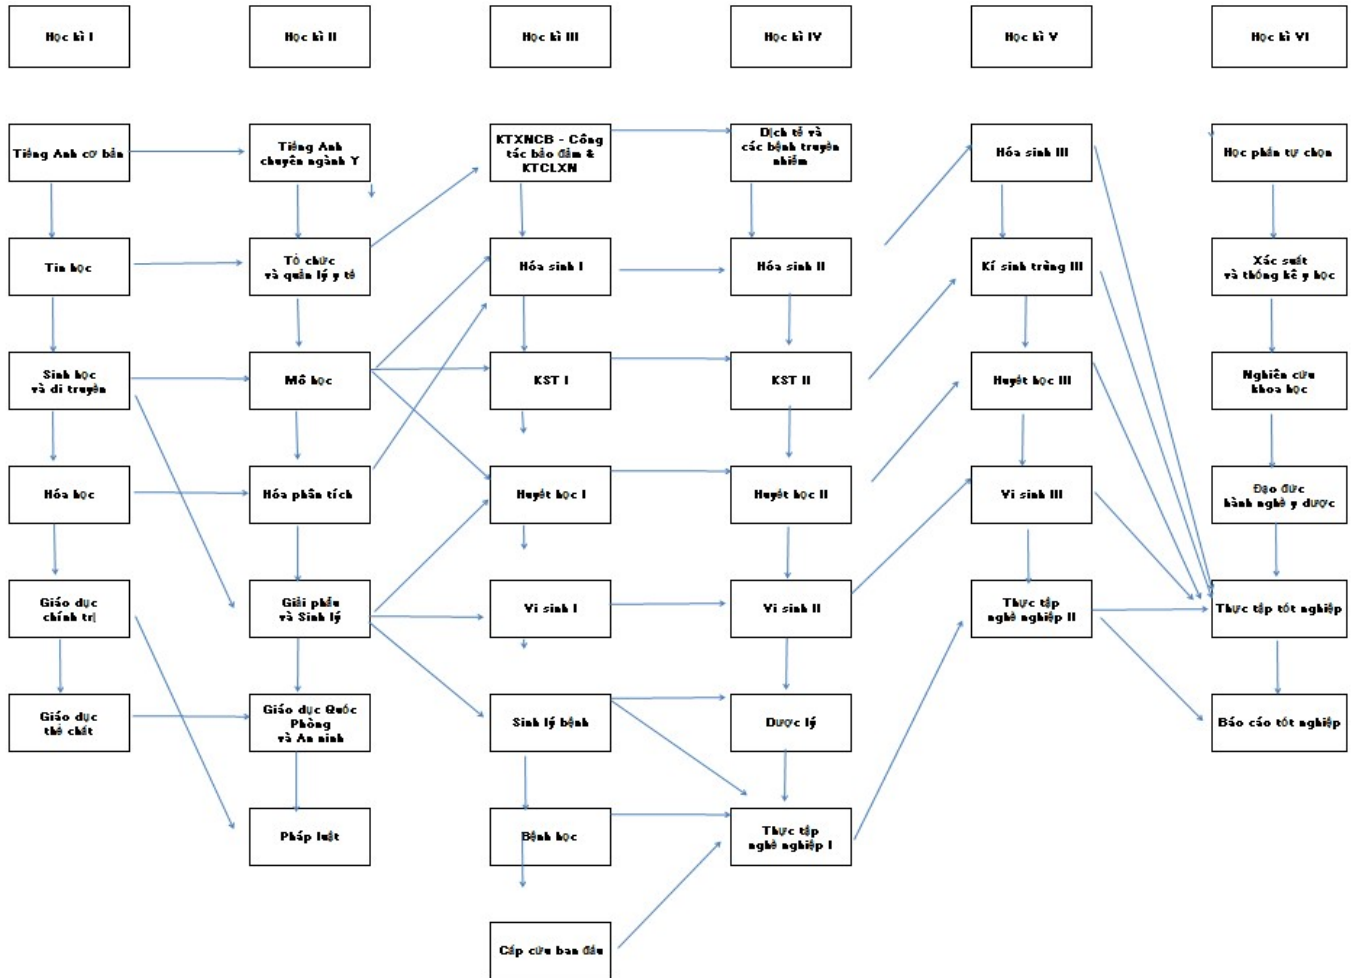 Học kì I
Học kì II
Học kì III
Học kì IV
Học kì V
Học kì VI
Tiếng Anh cơ bản
Tiếng Anh
chuyên ngành Y
KTXNCB - Công
tác bảo đảm &
KTCLXN
Dịch tễ và
các bệnh truyền
nhiễm
Hóa sinh III
Học phần tự chọn
Tin học
Tổ chức
và quản lý y tế
Hóa sinh I
Hóa sinh II
Kí sinh trùng III
Xác suất
và thống kê y học
Sinh học
và di truyền
Mô học
KST I
KST II
Huyết học III
Nghiên cứu
khoa học
Hóa học
Hóa phân tích
Huyết học I
Huyết học II
Vi sinh III
Đạo đức
hành nghề y dược
Giáo dục
chính trị
Giải phẫu
và Sinh lý
Vi sinh I
Vi sinh II
Thực tập
nghề nghiệp II
Thực tập tốt nghiệp
Giáo dục
thể chất
Giáo dục Quốc
Phòng
và An ninh
Sinh lý bệnh
Dược lý
Báo cáo tốt nghiệp
Pháp luật
Bệnh học
Thực tập
nghề nghiệp I
Cấp cứu ban đầu